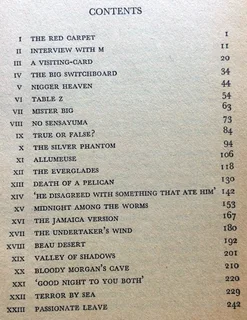 CONTENTS
I THE RED CARPET 1
II INTERVIEW WITH M 11
III A VISITING-CARD 20
IV THE BIG SWITCHBOARD 34
V NIGGER HEAVEN 44
VI TABLE Z 54
VII MISTER BIG 63
VIII NO SENSAYUMA 73
IX TRUE OR FALSE? 84
X THE SILVER PHANTOM 94
XI ALLUMEUSE 106
XII THE EVERGLADES 118
XIII DEATH OF A PELICAN 130
XIV ‘HE DISAGREED WITH SOMETHING THAT ATE HIM’ 142
XV MIDNIGHT AMONG THE WORMS 153
XVI THE JAMAICA VERSION 167
XVII THE UNDERTAKER'S WIND 180
XVIII BEAU DESERT 192
XIX VALLEY OF SHADOWS 201
XX BLOODY MORGAN'S CAVE 210
XXI ‘GOOD NIGHT TO YOU BOTH’ 220
XXII TERROR BY SEA 229
XXIII PASSIONATE LEAVE 242